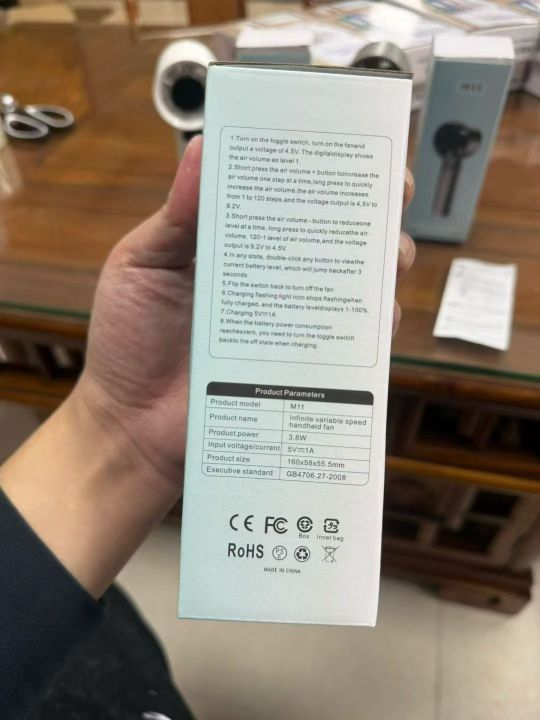 M11
1.Turn on the toggle switch, turn on the fanand
output a voltage of 4.5V. The digitaldisplay shows
the air volume as level 1.
2.Short press the air volume + button toincrease the
air volume one step at a time,long press to quickly
increase the air volume.the air volume increases
from 1 to 120 steps,and the voltage output is 4.5V to
9.2V.
3.Short press the air volume - button to reduceone
level at a time, long press to quickly reducethe air
volume, 120-1 level of air volume,and the voltage
output is 9.2V to 4.5V.
4.In any state, double-click any button to viewthe
current battery level, which will jump backafter 3
seconds.
5.Flip the switch back to turn off the fan
6.Charging flashing light icon stops flashingwhen
fully charged, and the battery leveldisplays 1-100%.
7.Charging 5V⎓1A
8.When the battery power consumption
reacheszero, you need to turn the toggle switch
backto the off state when charging.
Product Parameters
Product model M11
Product name Infinite variable speed
handheld fan
Product power 3.8W
Input voltage/current 5V⎓1A
Product size 160x58x55.5mm
Executive standard GB4706.27-2008
CE FC
Box Inner bag
RoHS PSE
MADE IN CHINA